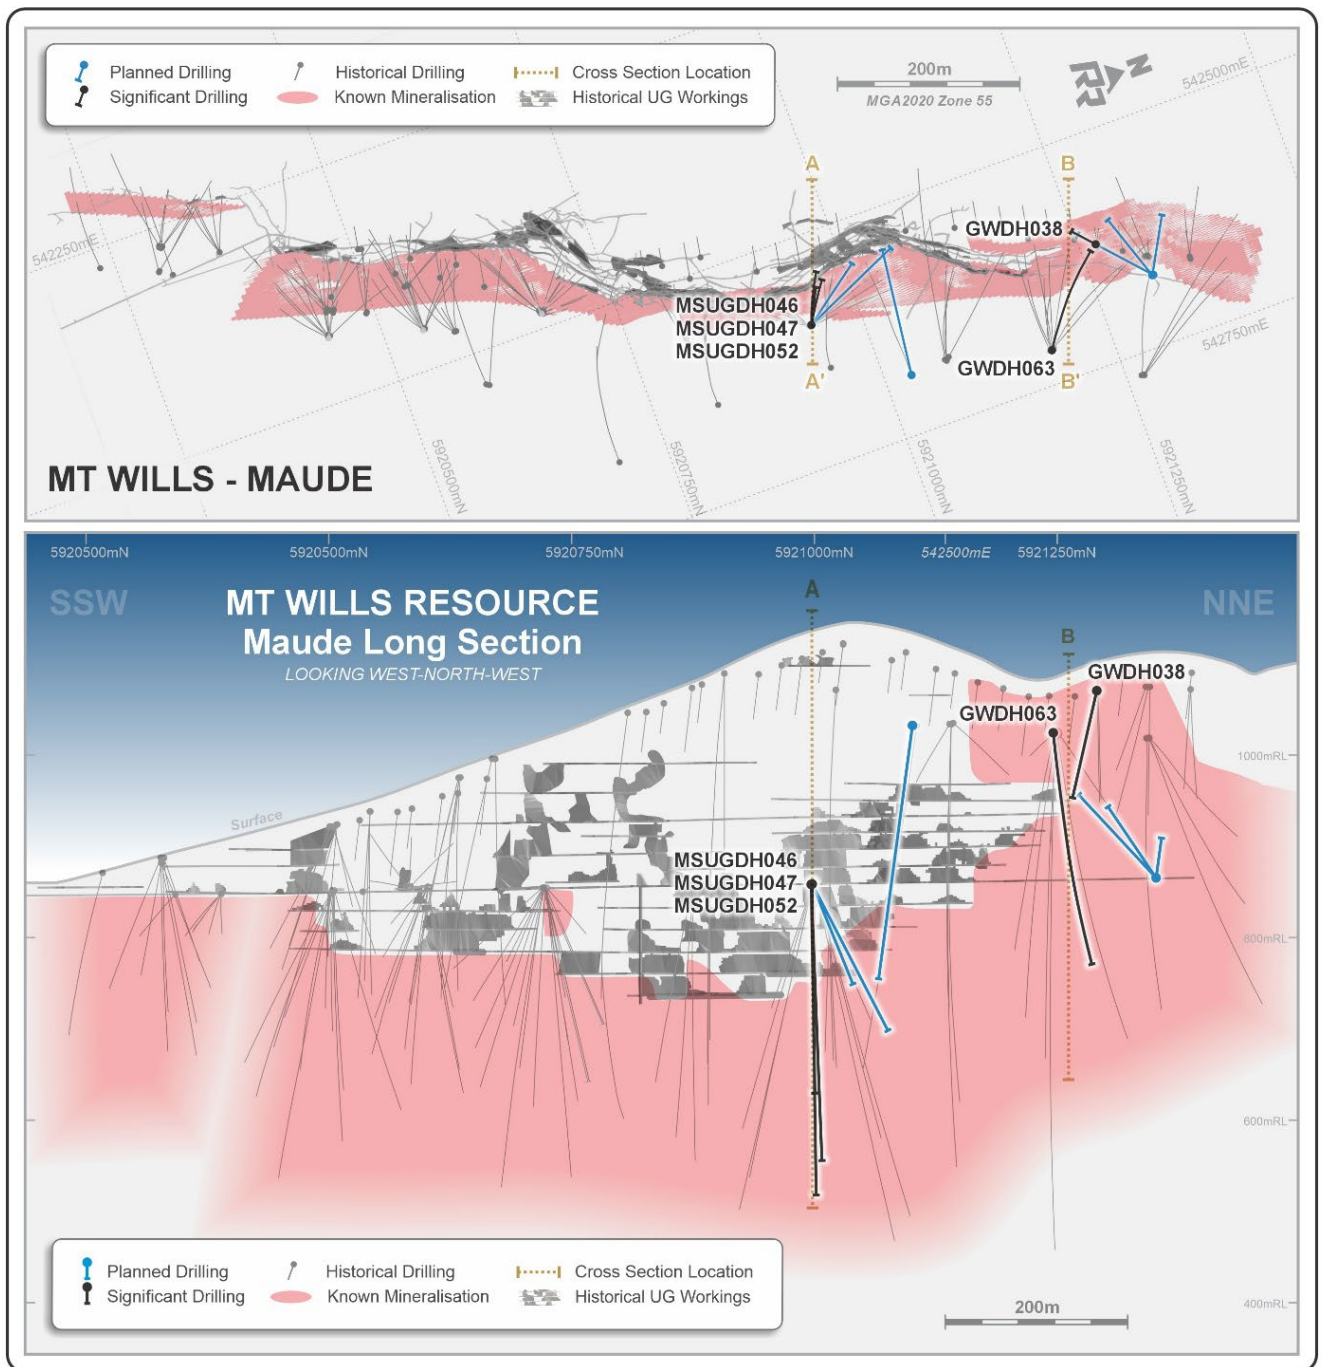 Planned Drilling
Significant Drilling
Historical Drilling
Known Mineralisation
Cross Section Location
Historical UG Workings
200m
MGA2020 Zone 55
N
542500mE
542250mE
542750mE
A
B
GWDH038
MSUGDH046
MSUGDH047
MSUGDH052
GWDH063
A'
B'
5920500mN
5920750mN
5921000mN
5921250mN
MT WILLS - MAUDE
5920500mN
5920500mN
5920750mN
5921000mN
542500mE
5921250mN
SSW
MT WILLS RESOURCE
NNE
Maude Long Section
LOOKING WEST-NORTH-WEST
A
B
GWDH038
GWDH063
1000mRL
Surface
MSUGDH046
MSUGDH047
MSUGDH052
800mRL
600mRL
A
B
Planned Drilling
Significant Drilling
Historical Drilling
Known Mineralisation
Cross Section Location
Historical UG Workings
200m
400mRL